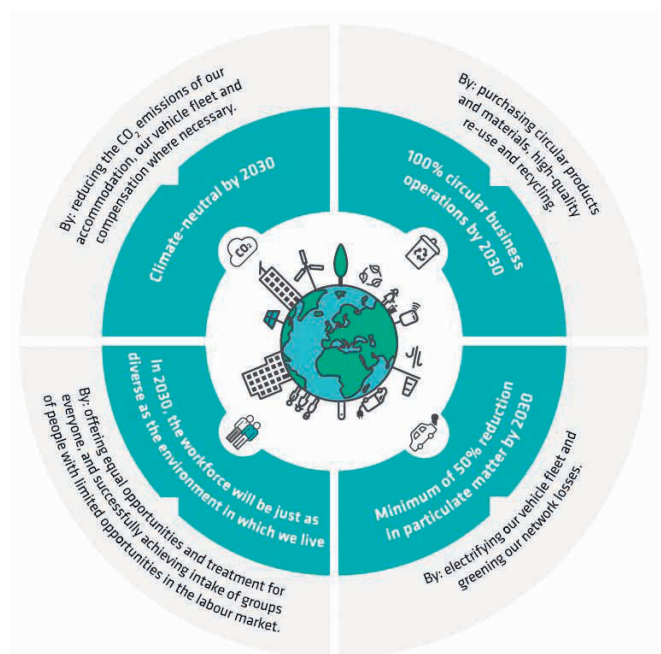 By: reducing the CO₂ emissions of our
accommodation, our vehicle fleet and
compensation where necessary.
Climate-neutral by 2030
CO₂
By: purchasing circular products
and materials, high-quality
re-use and recycling.
100% circular business
operations by 2030
In 2030, the workforce will be just as
diverse as the environment in which we live
By: offering equal opportunities and treatment for
everyone, and successfully achieving intake of groups
of people with limited opportunities in the labour market.
Minimum of 50% reduction
in particulate matter by 2030
By: electrifying our vehicle fleet and
greening our network losses.